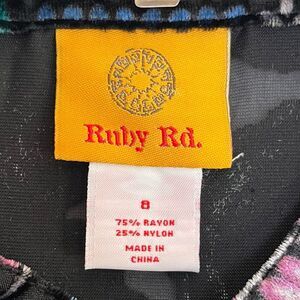 Ruby Rd.
8
75% RAYON
25% NYLON
MADE IN
CHINA